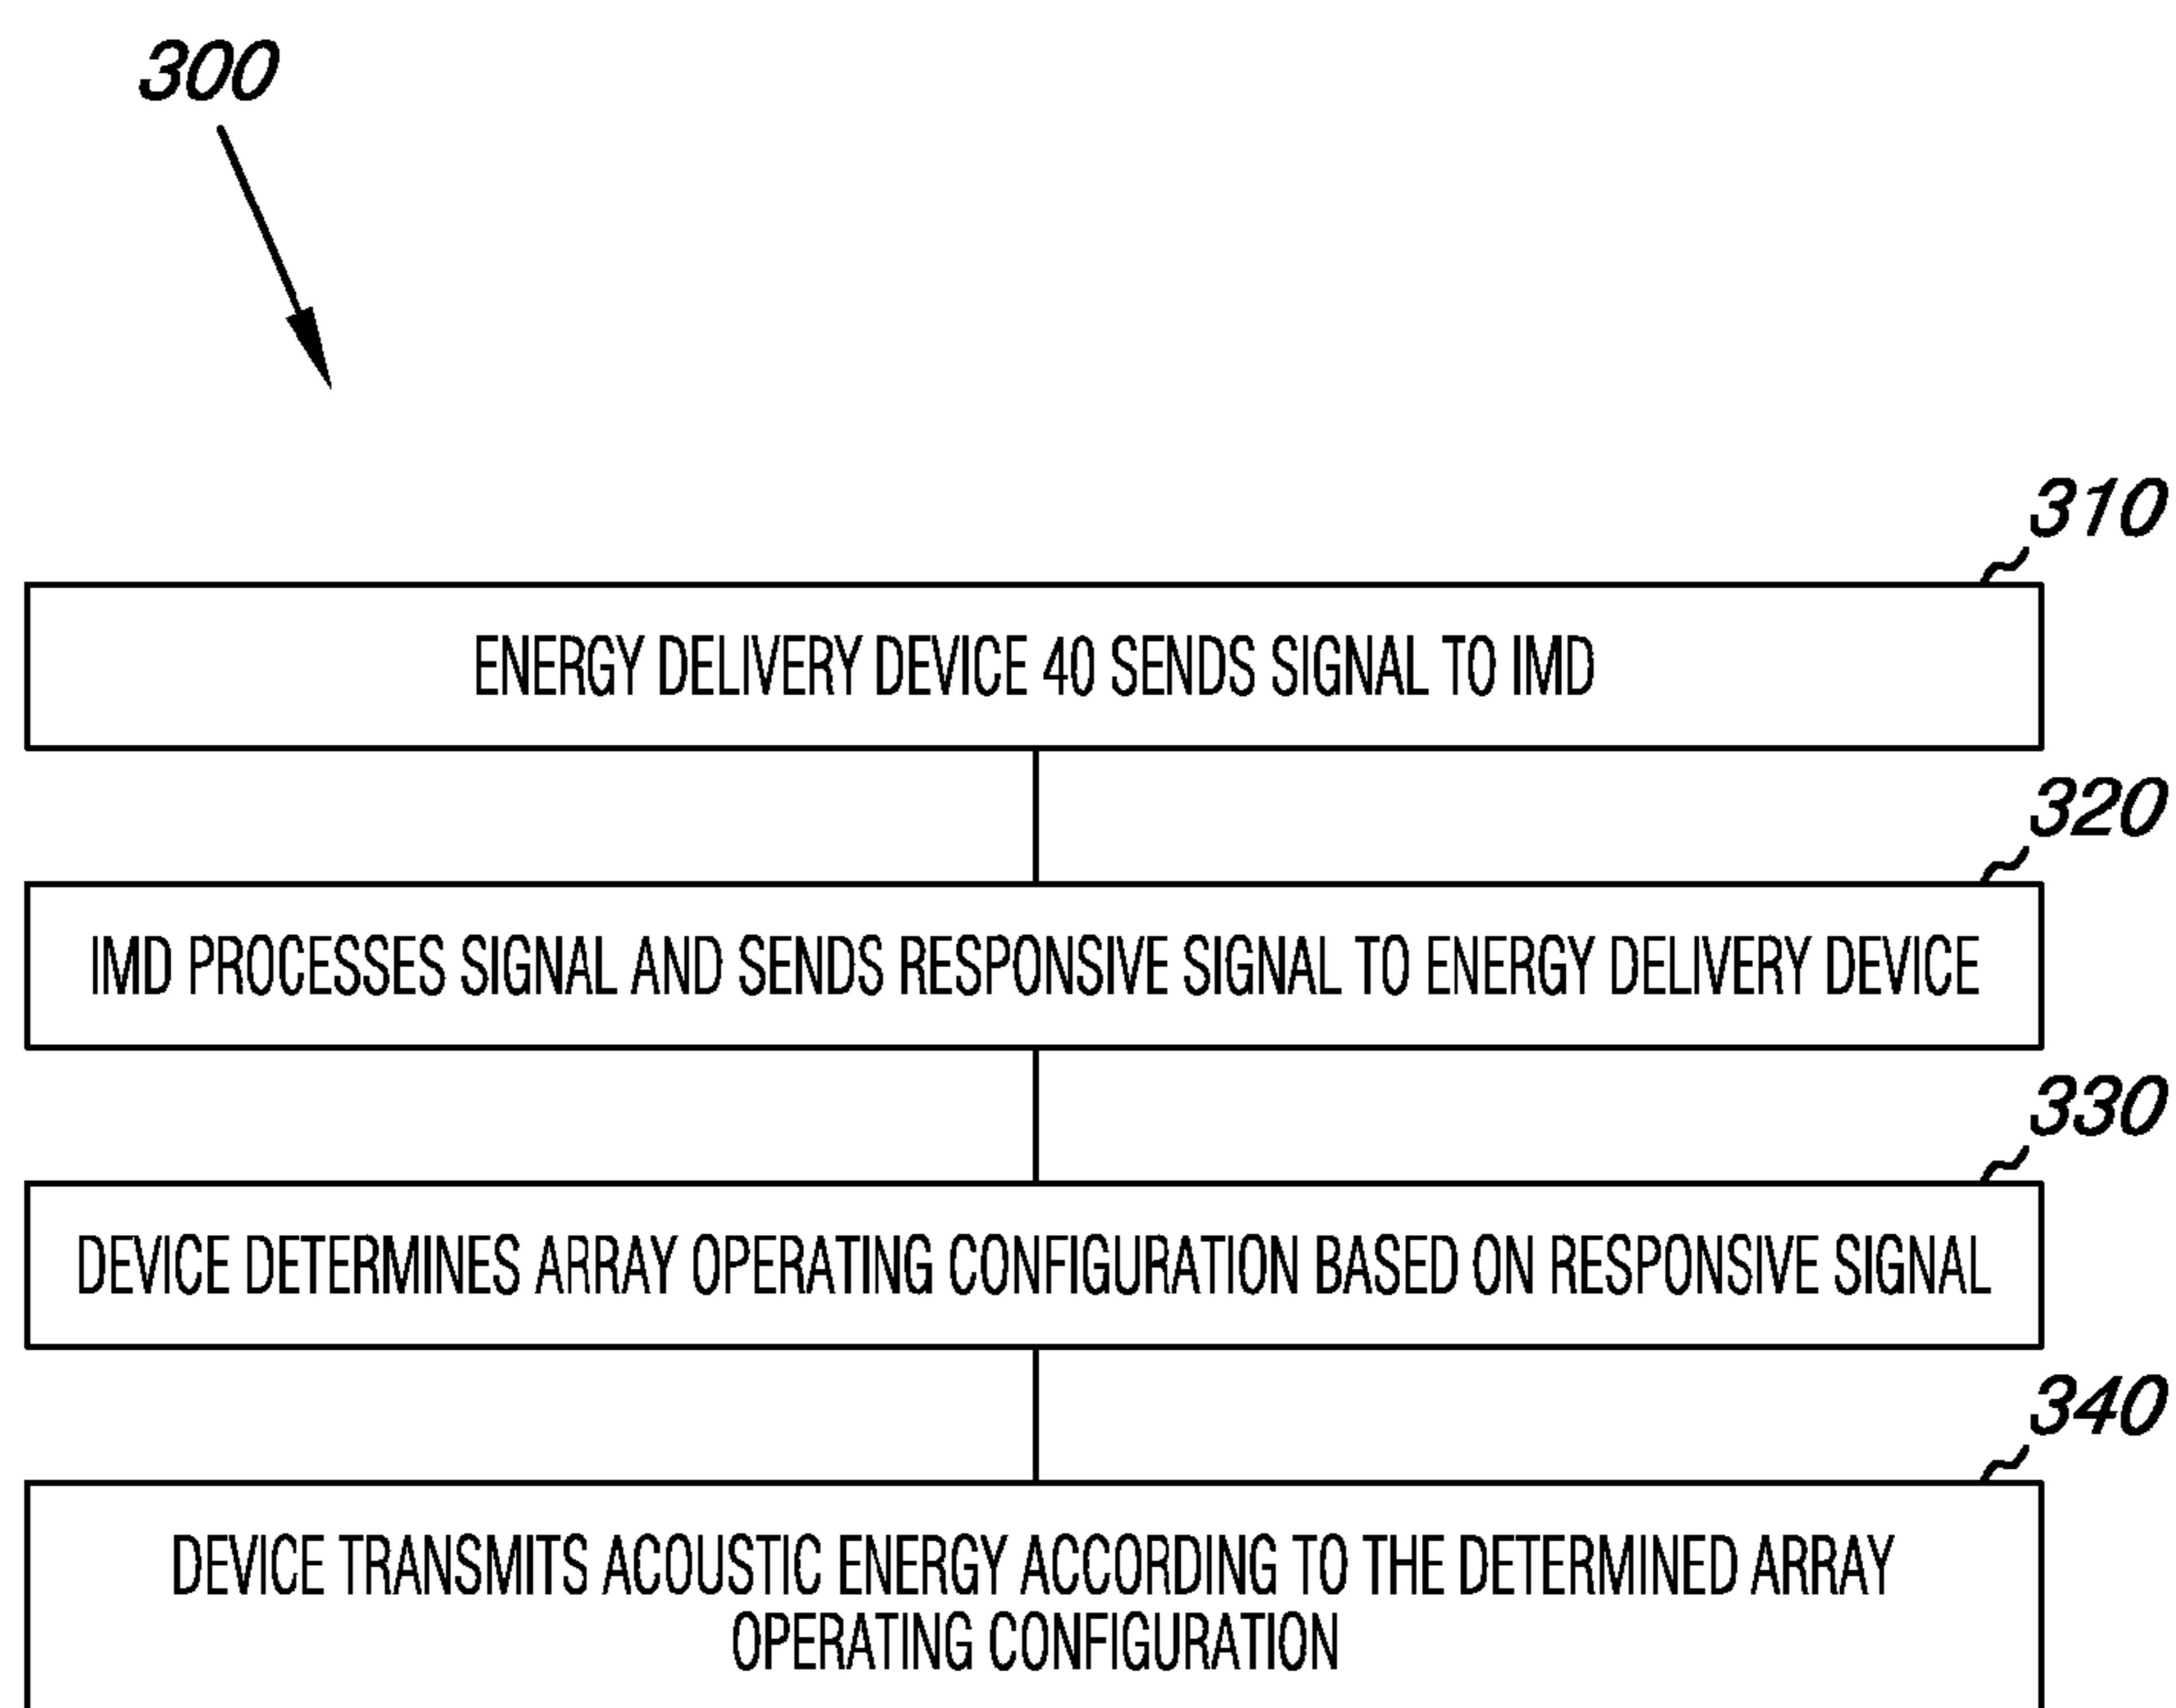 300
310
ENERGY DELIVERY DEVICE 40 SENDS SIGNAL TO IMD
320
IMD PROCESSES SIGNAL AND SENDS RESPONSIVE SIGNAL TO ENERGY DELIVERY DEVICE
330
DEVICE DETERMINES ARRAY OPERATING CONFIGURATION BASED ON RESPONSIVE SIGNAL
340
DEVICE TRANSMITS ACOUSTIC ENERGY ACCORDING TO THE DETERMINED ARRAY
OPERATING CONFIGURATION